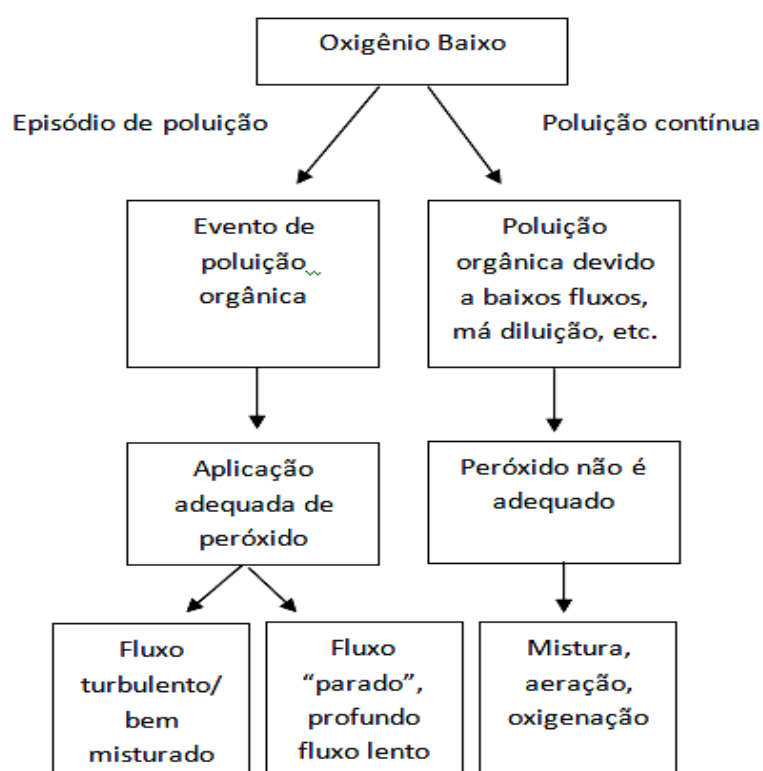 Oxigênio Baixo
Episódio de poluição
Poluição contínua
Evento de
poluição
orgânica
Poluição
orgânica devido
a baixos fluxos,
má diluição, etc.
Aplicação
adequada de
peróxido
Peróxido não é
adequado
Fluxo
turbulento/
bem
misturado
Fluxo
“parado”,
profundo
fluxo lento
Mistura,
aeração,
oxigenação